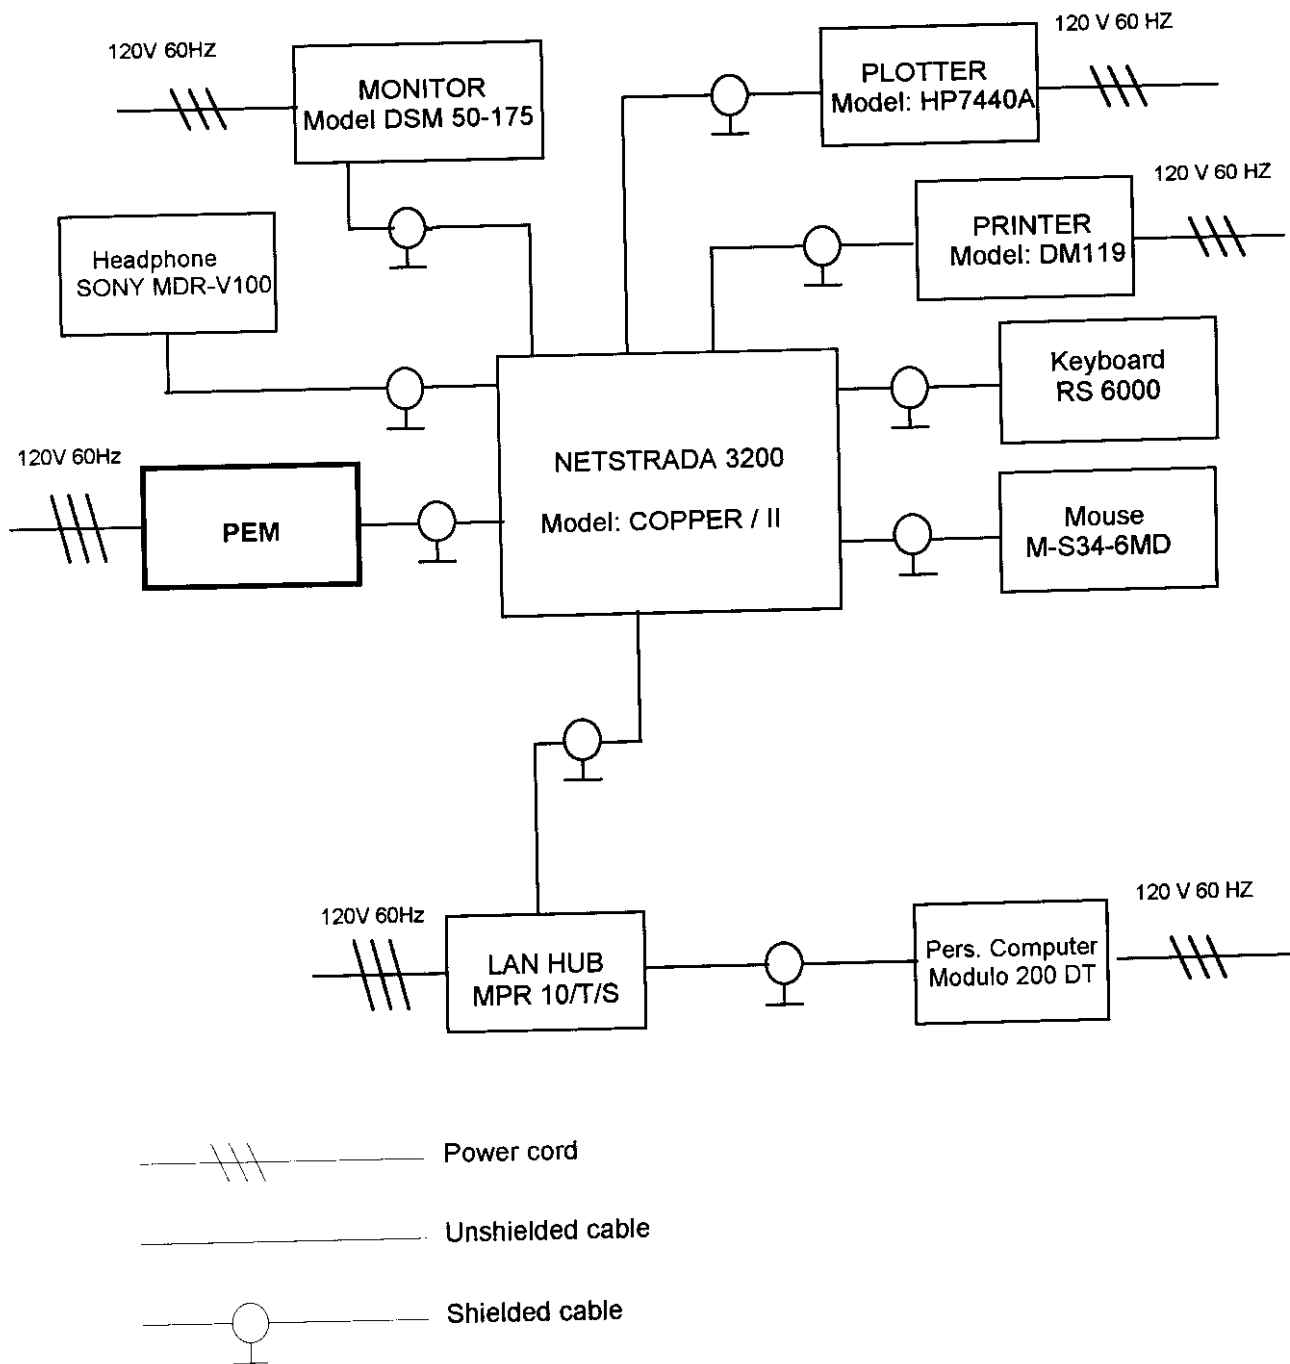 120V 60HZ
MONITOR
Model DSM 50-175
120 V 60 HZ
PLOTTER
Model: HP7440A
120 V 60 HZ
PRINTER
Model: DM119
Headphone
SONY MDR-V100
Keyboard
RS 6000
120V 60Hz
PEM
NETSTRADA 3200
Model: COPPER / II
Mouse
M-S34-6MD
120V 60Hz
LAN HUB
MPR 10/T/S
120 V 60 HZ
Pers. Computer
Modulo 200 DT
Power cord
Unshielded cable
Shielded cable